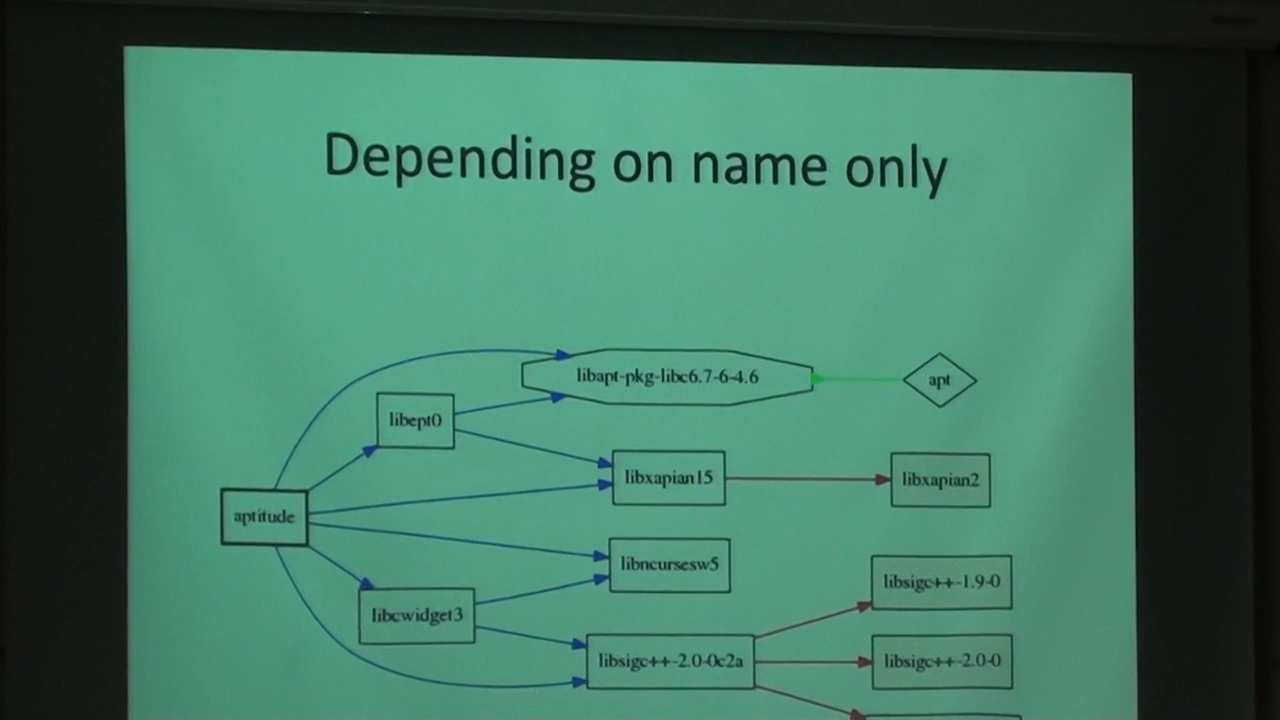 Depending on name only
libapt-pkg-libc6.7-6-4.6
apt
libept0
libxapian15
libxapian2
aptitude
libncursesw5
libsigc++-1.9-0
libcwidget3
libsigc++-2.0-0c2a
libsigc++-2.0-0